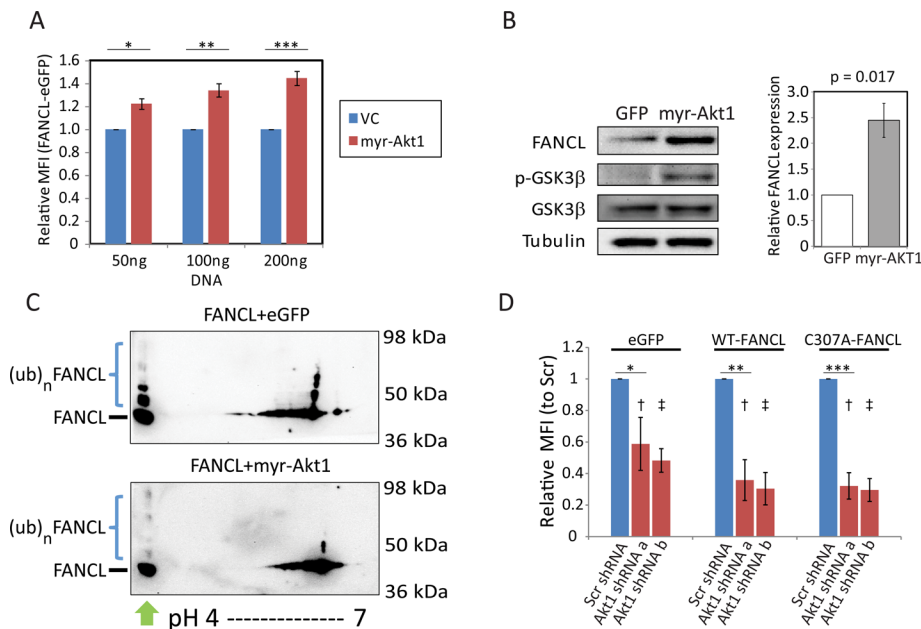 A
* ** ***
Relative MFI (FANCL-eGFP)
1.6
1.4
1.2
1.0
0.8
0.6
0.4
0.2
0
50ng 100ng 200ng
DNA
VC
myr-Akt1
B
GFP myr-Akt1
FANCL
p-GSK3β
GSK3β
Tubulin
p = 0.017
Relative FANCL expression
3.0
2.5
2.0
1.5
1.0
0.5
0.0
GFP myr-AKT1
C
FANCL+eGFP
98 kDa
(ub)nFANCL
50 kDa
FANCL
36 kDa
FANCL+myr-Akt1
98 kDa
(ub)nFANCL
50 kDa
FANCL
36 kDa
pH 4 ---------------- 7
D
eGFP WT-FANCL C307A-FANCL
Relative MFI (to Scr)
1.2
1
0.8
0.6
0.4
0.2
0
* ** ***
† ‡ † ‡ † ‡
Scr shRNA
Akt1 shRNA a
Akt1 shRNA b
Scr shRNA
Akt1 shRNA a
Akt1 shRNA b
Scr shRNA
Akt1 shRNA a
Akt1 shRNA b